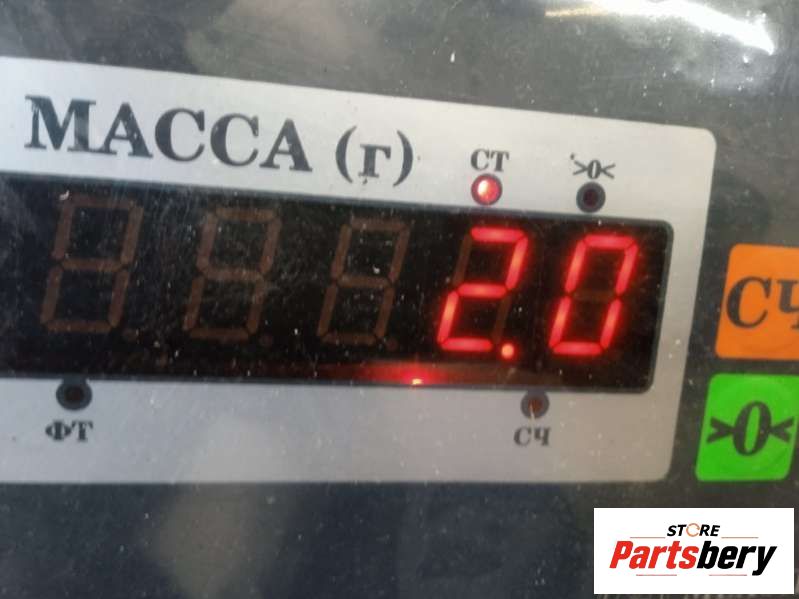 МАССА (г)
СТ
>0<
2.0
ФТ
СЧ
СЧ
>0<
STORE
Partsbery